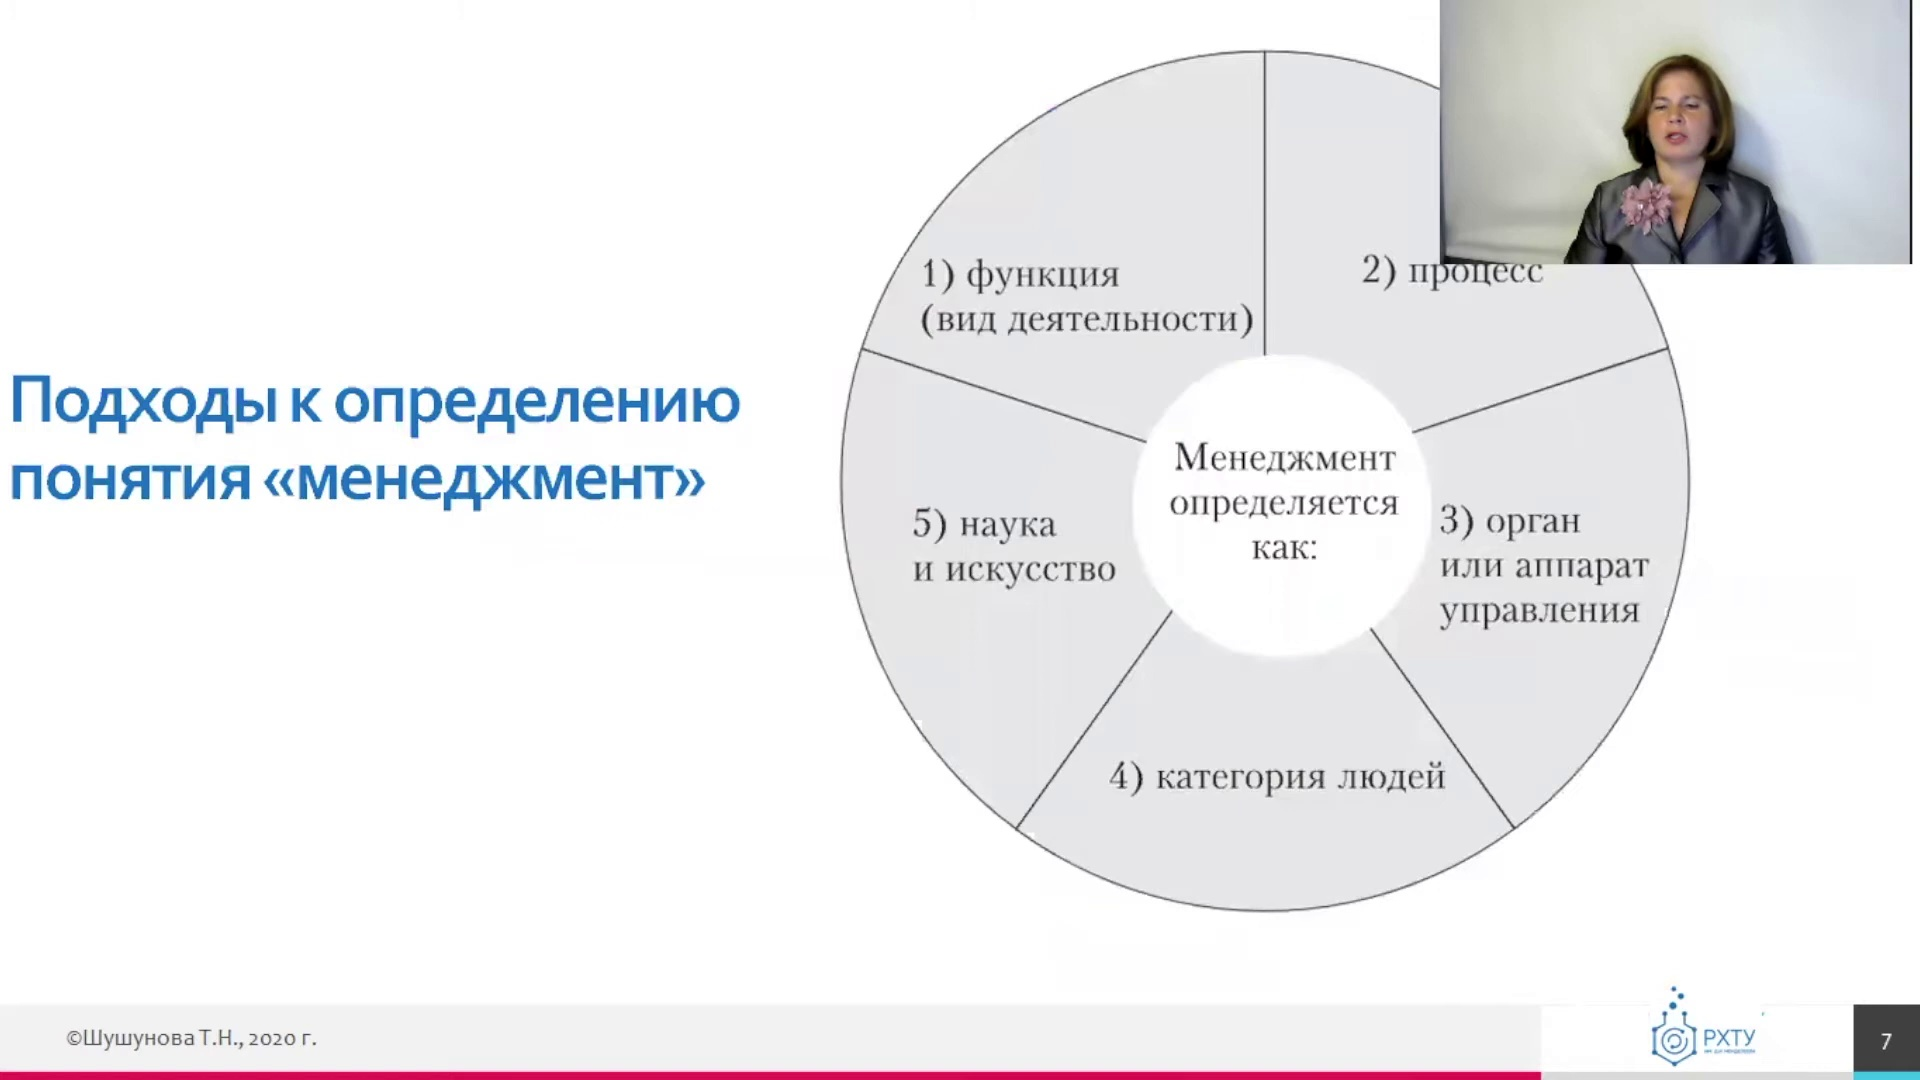 Подходы к определению
понятия «менеджмент»
1) функция
(вид деятельности)
2) процесс
Менеджмент
определяется
как:
3) орган
или аппарат
управления
4) категория людей
5) наука
и искусство
©Шушунова Т.Н., 2020 г.
РХТУ
7